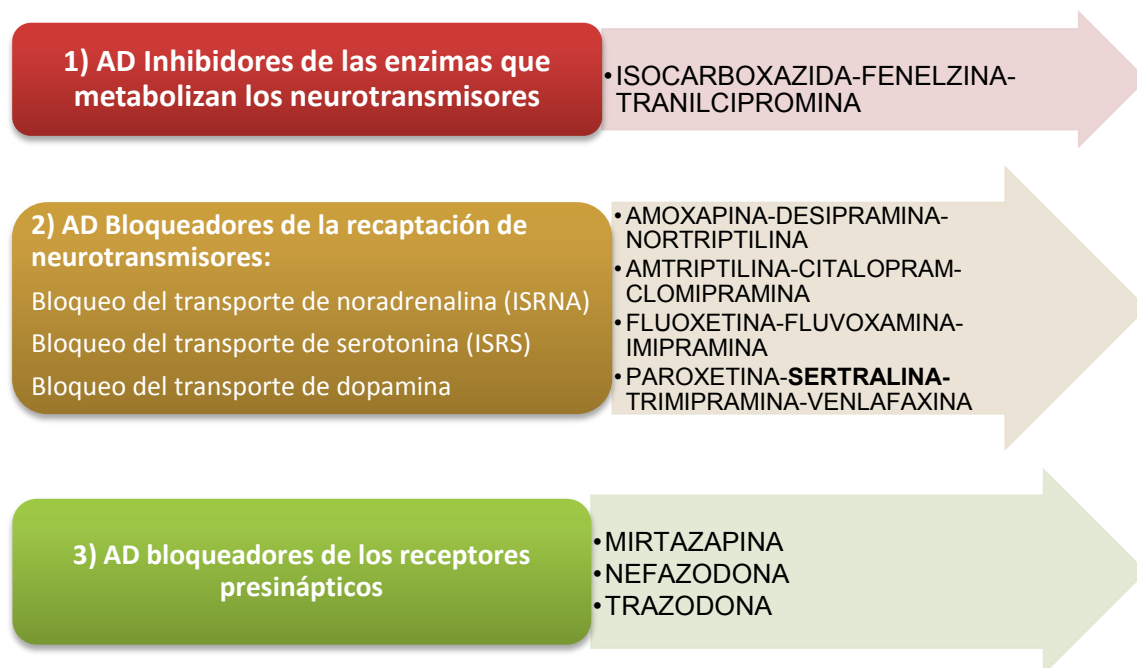 1) AD Inhibidores de las enzimas que
metabolizan los neurotransmisores
•ISOCARBOXAZIDA-FENELZINA-
TRANILCIPROMINA
2) AD Bloqueadores de la recaptación de
neurotransmisores:
Bloqueo del transporte de noradrenalina (ISRNA)
Bloqueo del transporte de serotonina (ISRS)
Bloqueo del transporte de dopamina
•AMOXAPINA-DESIPRAMINA-
NORTRIPTILINA
•AMTRIPTILINA-CITALOPRAM-
CLOMIPRAMINA
•FLUOXETINA-FLUVOXAMINA-
IMIPRAMINA
•PAROXETINA-SERTRALINA-
TRIMIPRAMINA-VENLAFAXINA
3) AD bloqueadores de los receptores
presinápticos
•MIRTAZAPINA
•NEFAZODONA
•TRAZODONA